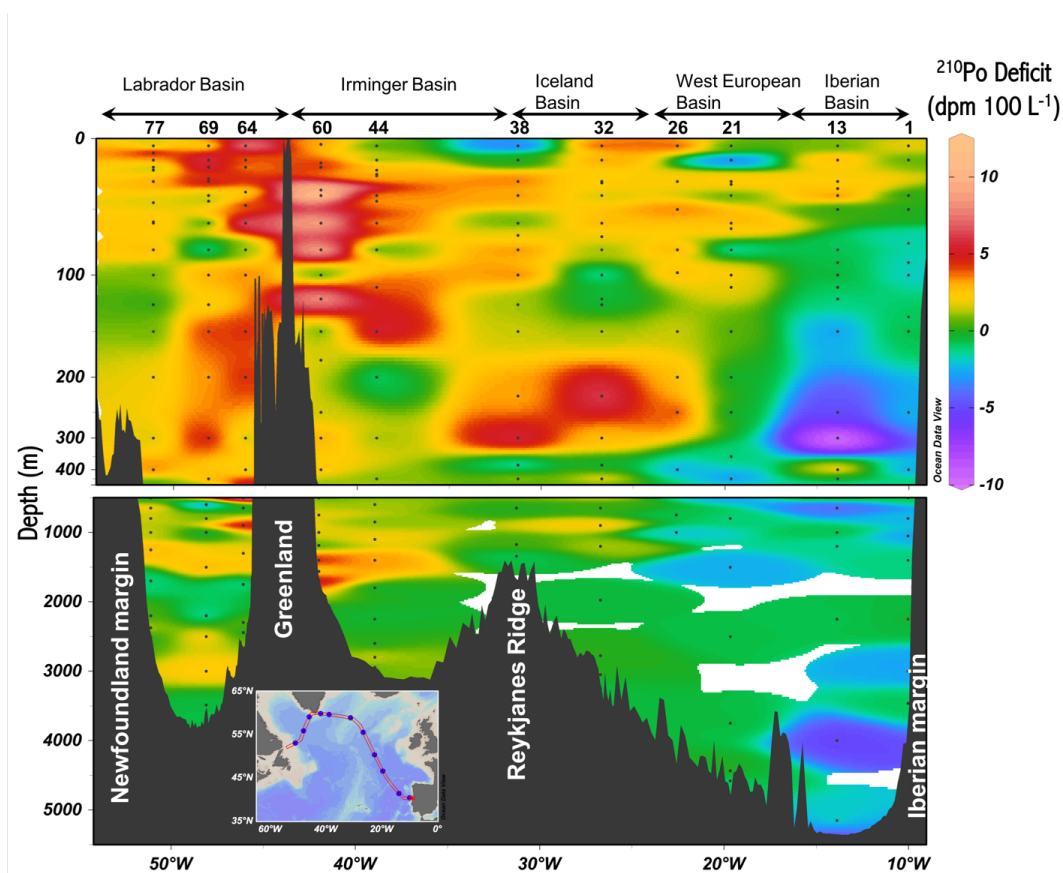 210Po Deficit
(dpm 100 L-1)
Labrador Basin
Irminger Basin
Iceland
Basin
West European
Basin
Iberian
Basin
77 69 64 60 44 38 32 26 21 13 1
0
100
200
300
400
10
5
0
-5
-10
Ocean Data View
Depth (m)
1000
2000
3000
4000
5000
Newfoundland margin
Greenland
Reykjanes Ridge
Iberian margin
65°N
55°N
45°N
35°N
60°W 40°W 20°W 0°
Ocean Data View
50°W 40°W 30°W 20°W 10°W